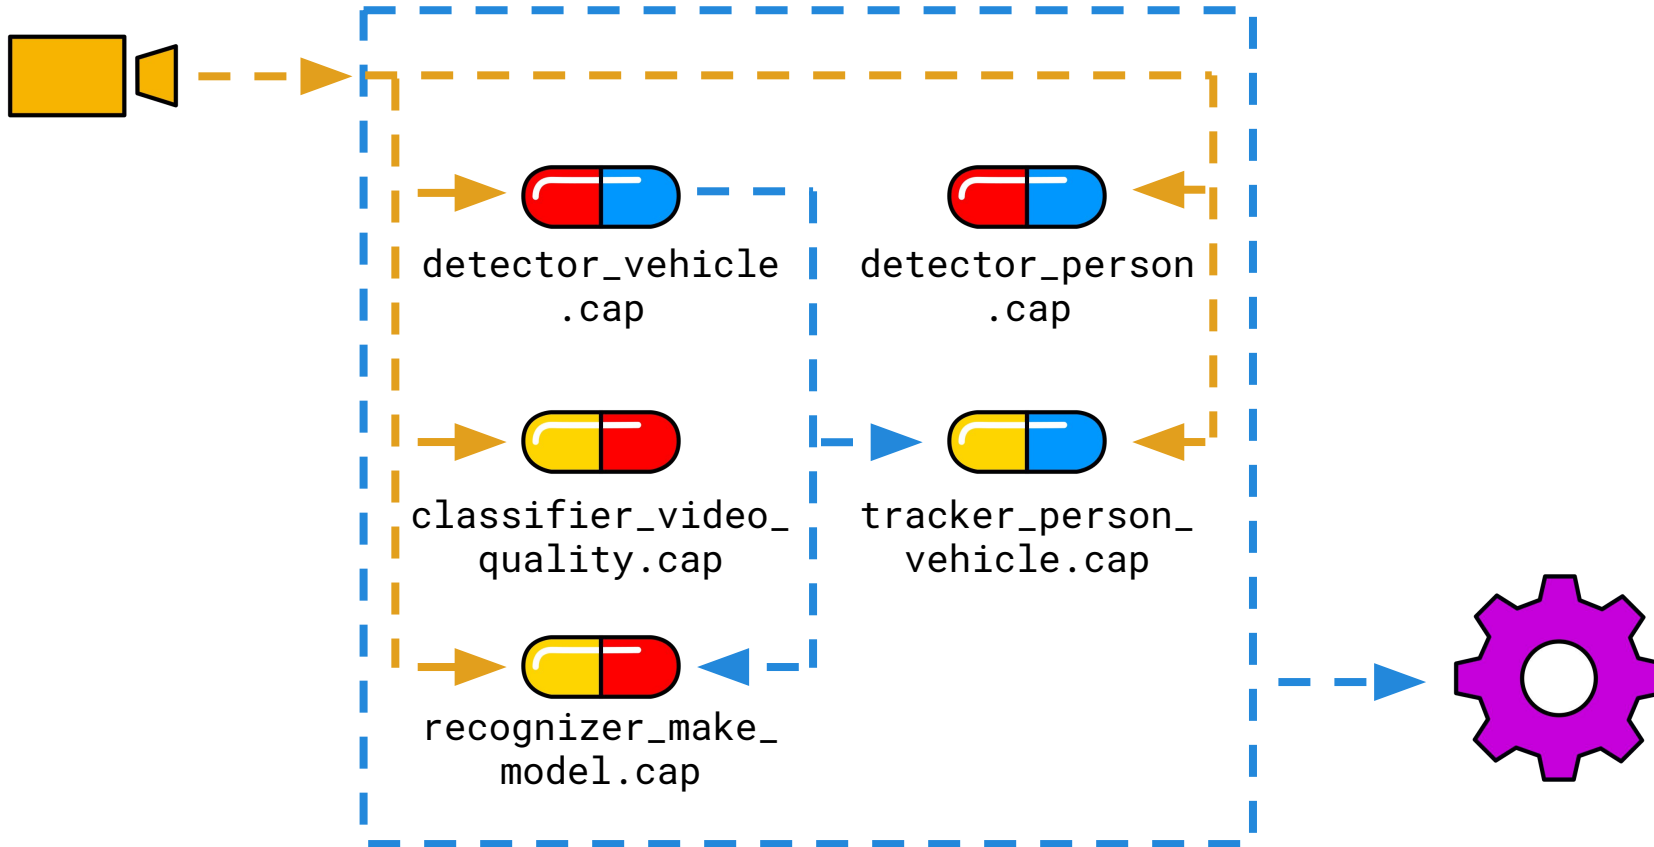 detector_vehicle
.cap
detector_person
.cap
classifier_video_
quality.cap
tracker_person_
vehicle.cap
recognizer_make_
model.cap